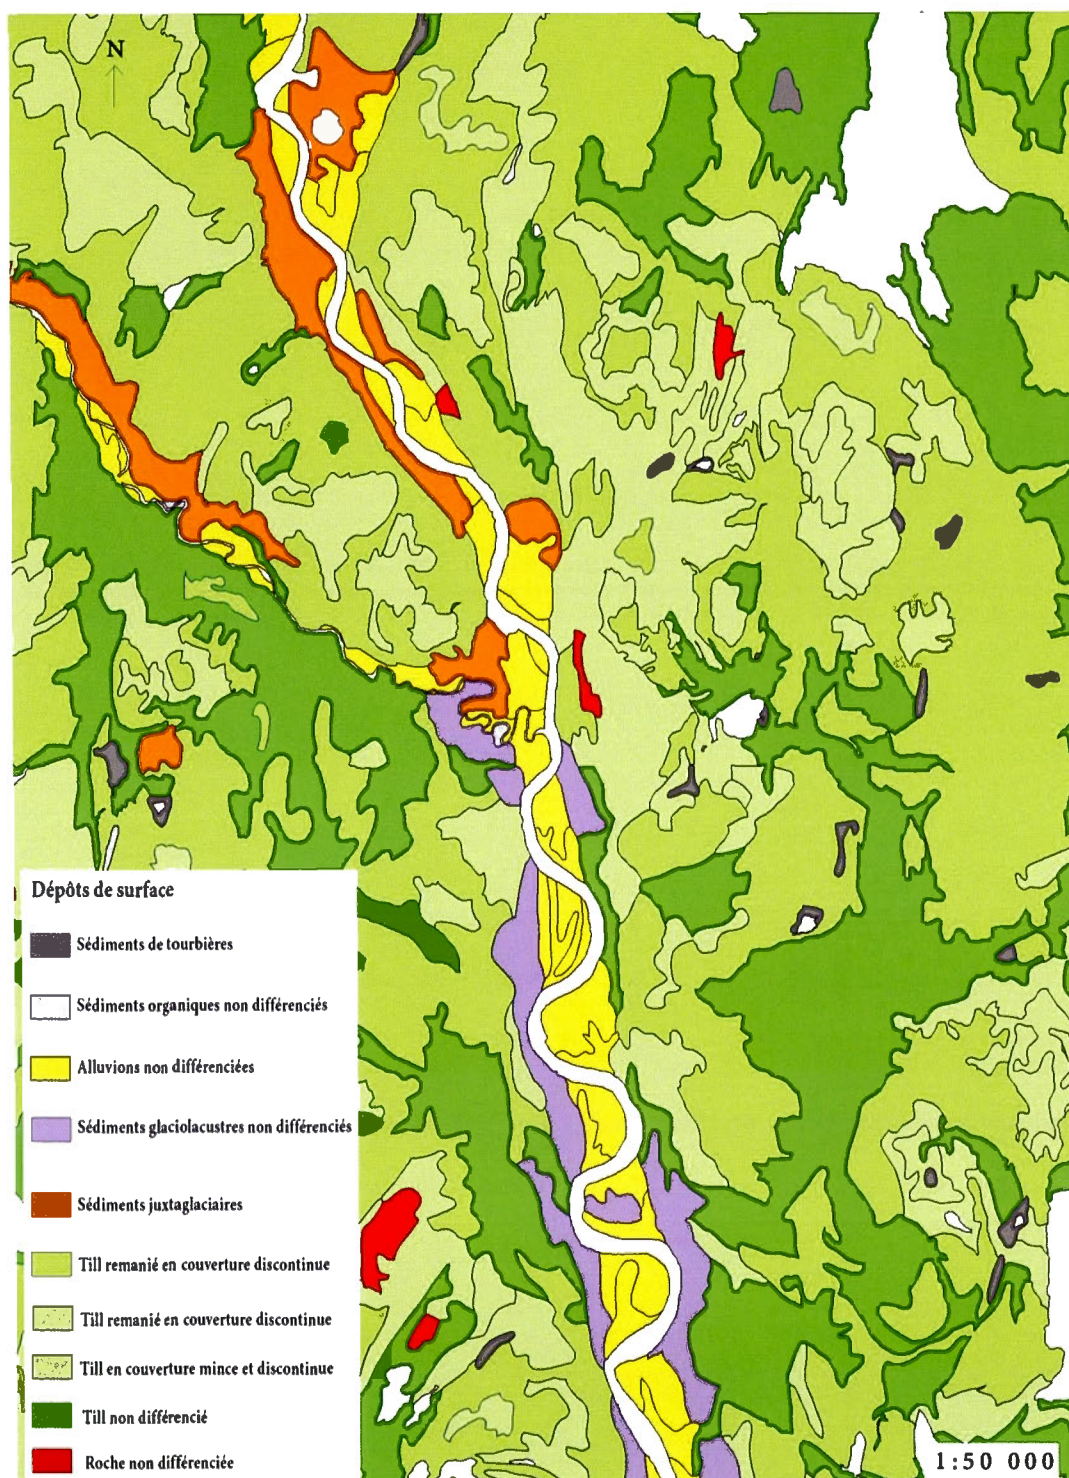 N
Dépôts de surface
Sédiments de tourbières
Sédiments organiques non différenciés
Alluvions non différenciées
Sédiments glaciolacustres non différenciés
Sédiments juxtaglaciaires
Till remanié en couverture discontinue
Till remanié en couverture discontinue
Till en couverture mince et discontinue
Till non différencié
Roche non différenciée
1:50 000